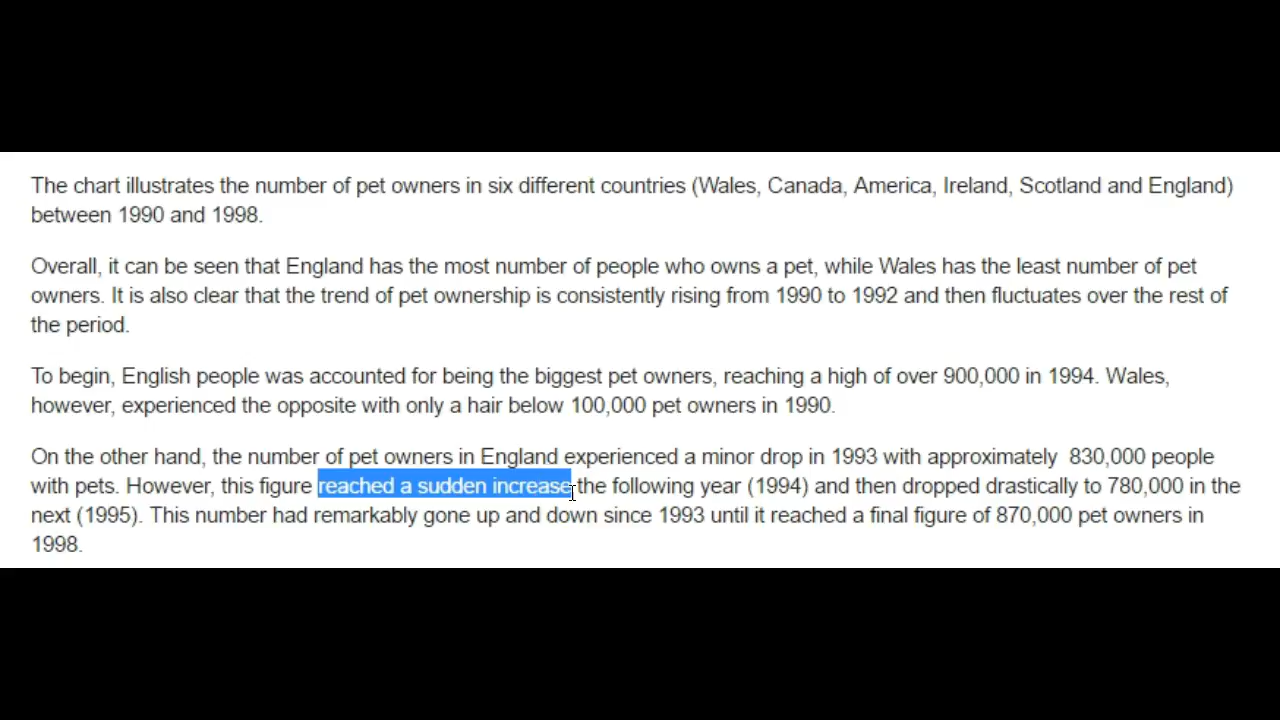 The chart illustrates the number of pet owners in six different countries (Wales, Canada, America, Ireland, Scotland and England)
between 1990 and 1998.
Overall, it can be seen that England has the most number of people who owns a pet, while Wales has the least number of pet
owners. It is also clear that the trend of pet ownership is consistently rising from 1990 to 1992 and then fluctuates over the rest of
the period.
To begin, English people was accounted for being the biggest pet owners, reaching a high of over 900,000 in 1994. Wales,
however, experienced the opposite with only a hair below 100,000 pet owners in 1990.
On the other hand, the number of pet owners in England experienced a minor drop in 1993 with approximately  830,000 people
with pets. However, this figure reached a sudden increase the following year (1994) and then dropped drastically to 780,000 in the
next (1995). This number had remarkably gone up and down since 1993 until it reached a final figure of 870,000 pet owners in
1998.